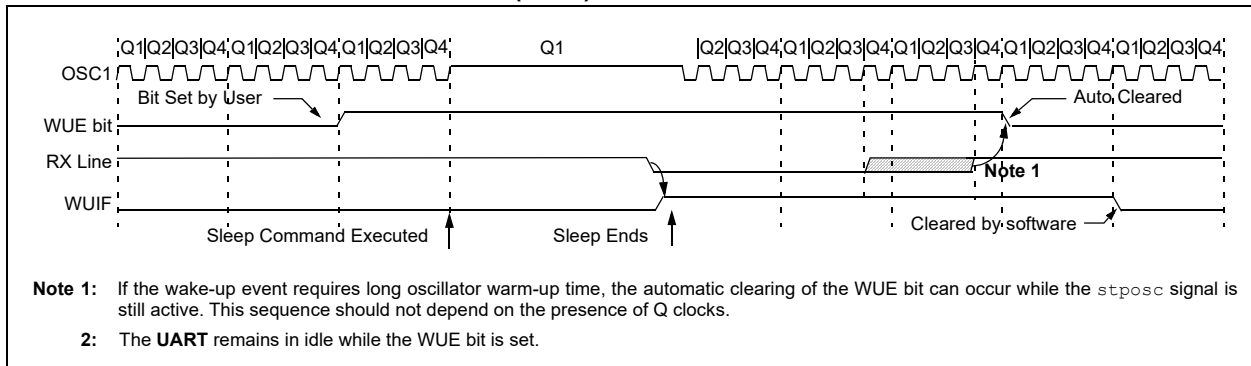 Q1 Q2 Q3 Q4 Q1 Q2 Q3 Q4 Q1 Q2 Q3 Q4 Q1 Q2 Q3 Q4 Q1 Q2 Q3 Q4 Q1 Q2 Q3 Q4 Q1 Q2 Q3 Q4 Q1 Q2 Q3 Q4
OSC1
Bit Set by User
Auto Cleared
WUE bit
RX Line
Note 1
WUIF
Cleared by software
Sleep Command Executed
Sleep Ends
Note 1: If the wake-up event requires long oscillator warm-up time, the automatic clearing of the WUE bit can occur while the stposc signal is
still active. This sequence should not depend on the presence of Q clocks.
2: The UART remains in idle while the WUE bit is set.